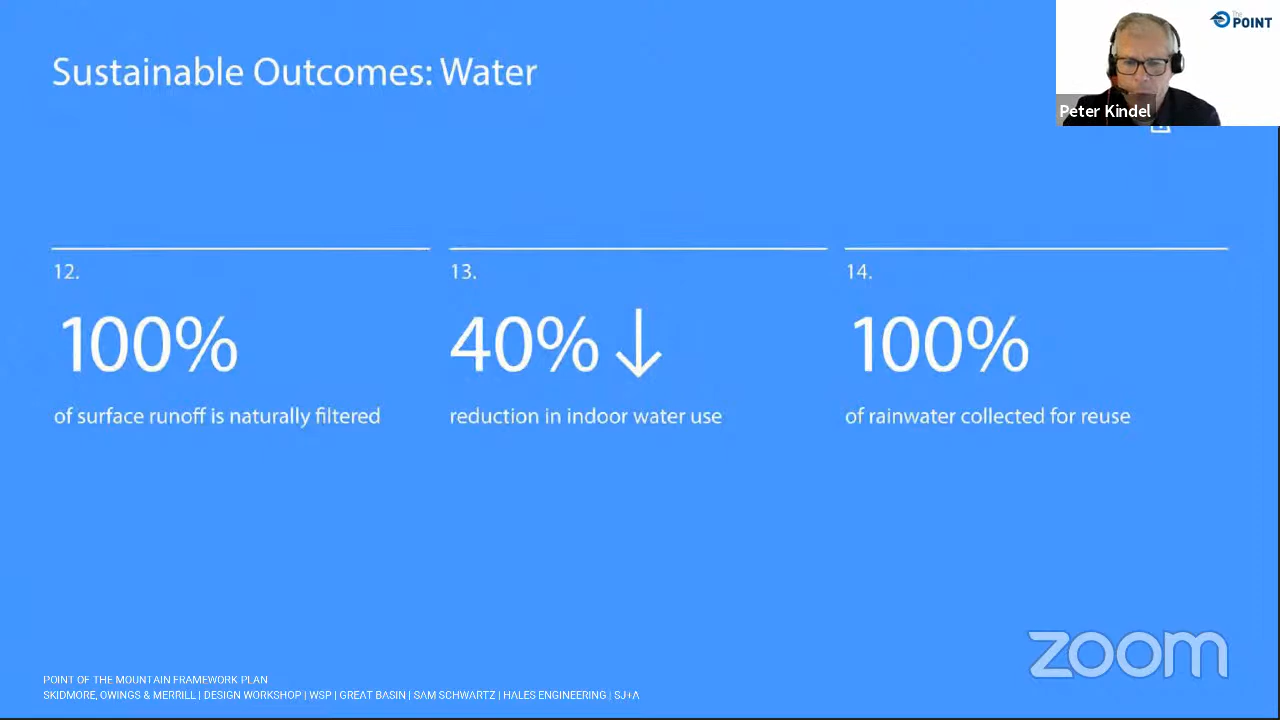 Sustainable Outcomes: Water
The
POINT
Peter Kindel
12.
100%
of surface runoff is naturally filtered
13.
40% ↓
reduction in indoor water use
14.
100%
of rainwater collected for reuse
zoom
POINT OF THE MOUNTAIN FRAMEWORK PLAN
SKIDMORE, OWINGS & MERRILL | DESIGN WORKSHOP | WSP | GREAT BASIN | SAM SCHWARTZ | HALES ENGINEERING | SJ+A